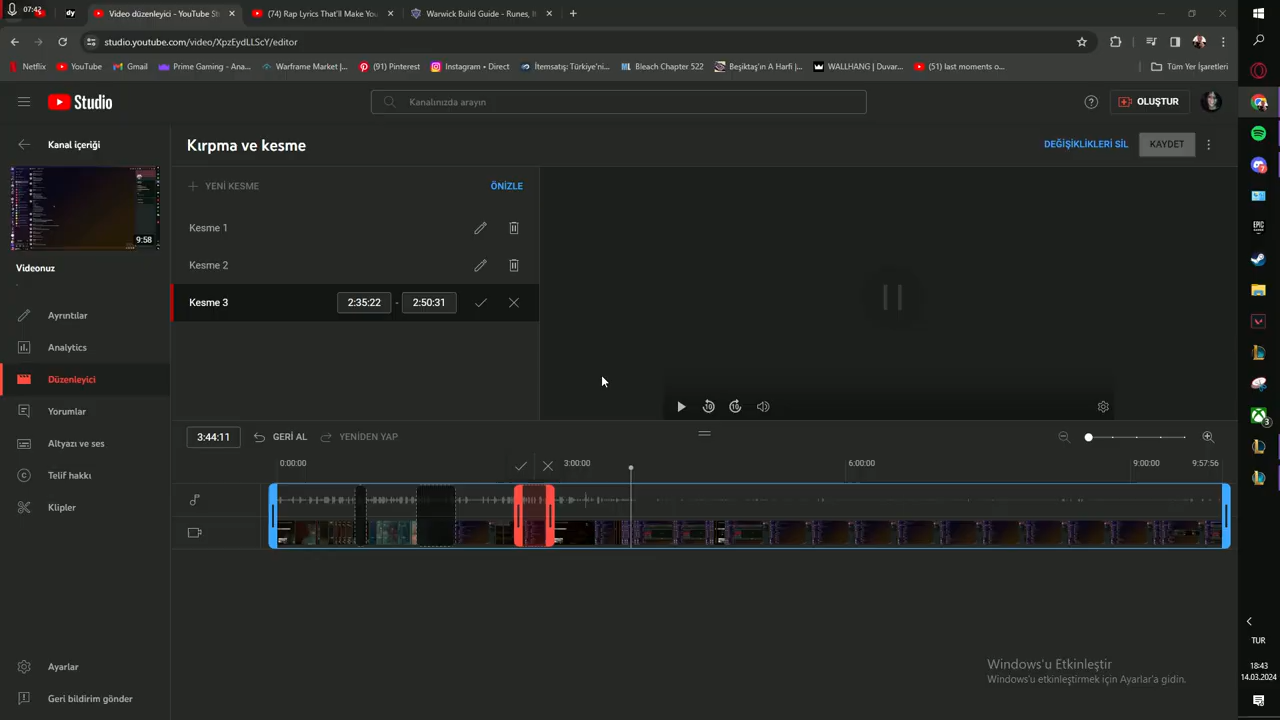 07:42
dy
Video düzenleyici - YouTube St
(74) Rap Lyrics That'll Make You
Warwick Build Guide - Runes, It
studio.youtube.com/video/XpzEydLLScY/editor
Netflix
YouTube
Gmail
Prime Gaming - Ana...
Warframe Market |...
(91) Pinterest
Instagram • Direct
İtemsatış: Türkiye'ni...
Bleach Chapter 522
Beşiktaş'ın A Harfi |...
WALLHANG | Duvar...
(51) last moments o...
Tüm Yer İşaretleri
Studio
Kanalınızda arayın
OLUŞTUR
Kanal içeriği
Kırpma ve kesme
DEĞİŞİKLİKLERİ SİL
KAYDET
9:58
Videonuz
YENİ KESME
ÖNİZLE
Kesme 1
Kesme 2
Kesme 3
2:35:22
-
2:50:31
Ayrıntılar
Analytics
Düzenleyici
Yorumlar
Altyazı ve ses
Telif hakkı
Klipler
10
10
3:44:11
GERİ AL
YENİDEN YAP
0:00:00
3:00:00
6:00:00
9:00:00
9:57:56
Windows'u Etkinleştir
Windows'u etkinleştirmek için Ayarlar'a gidin.
Ayarlar
Geri bildirim gönder
EPIC
3
TUR
18:43
14.03.2024